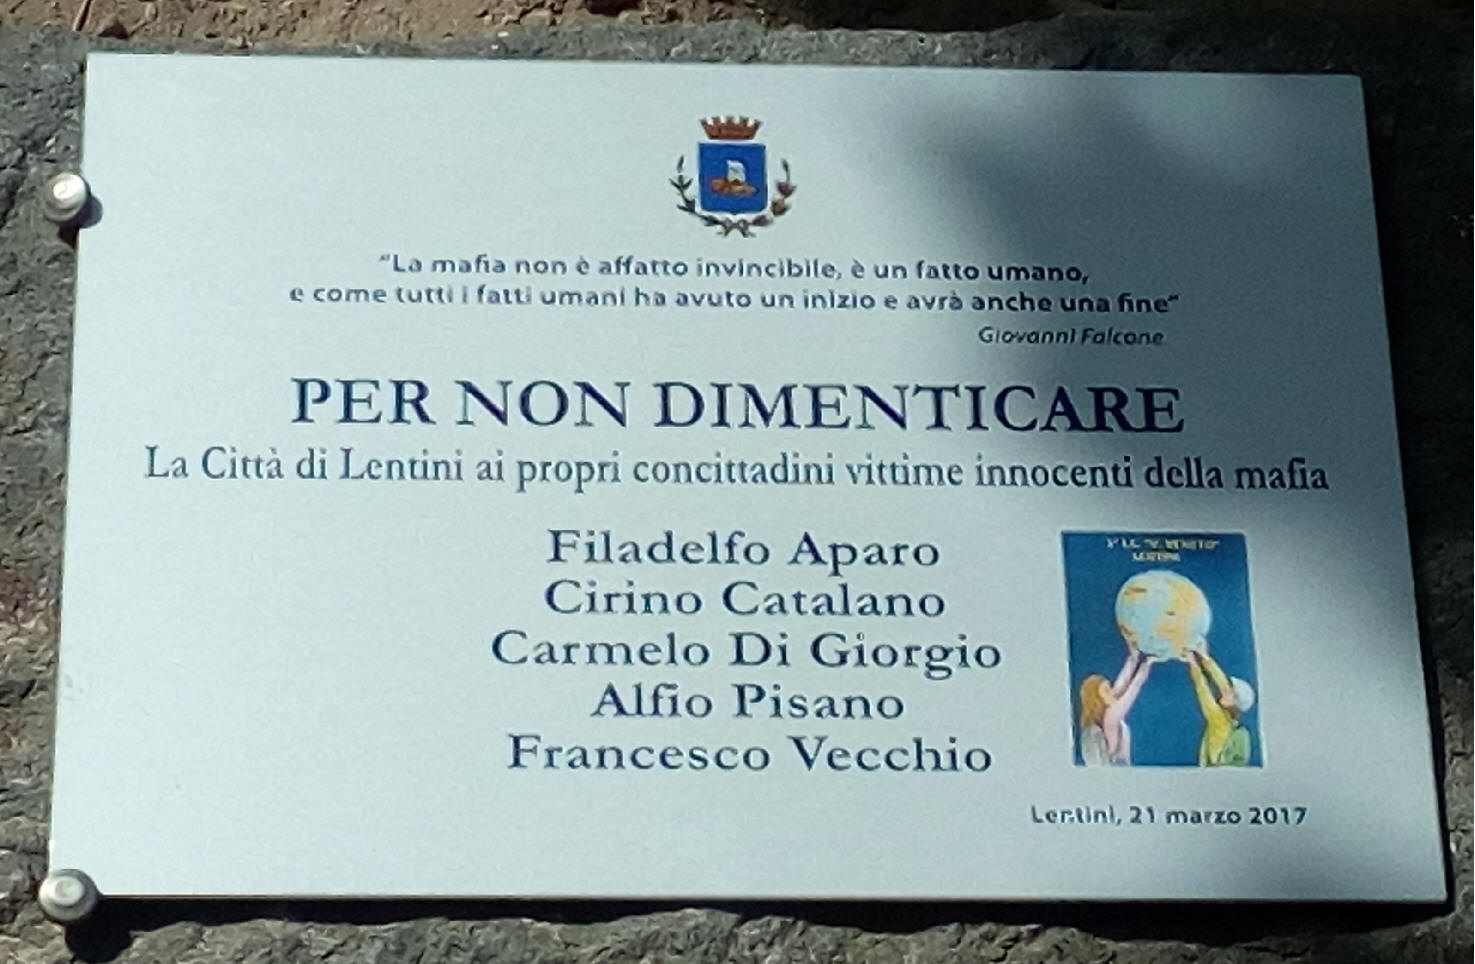 "La mafia non è affatto invincibile, è un fatto umano,
e come tutti i fatti umani ha avuto un inizio e avrà anche una fine"
Giovanni Falcone
PER NON DIMENTICARE
La Città di Lentini ai propri concittadini vittime innocenti della mafia
Filadelfo Aparo
Cirino Catalano
Carmelo Di Giorgio
Alfio Pisano
Francesco Vecchio
"V. VENETO"
LENTINI
Lentini, 21 marzo 2017